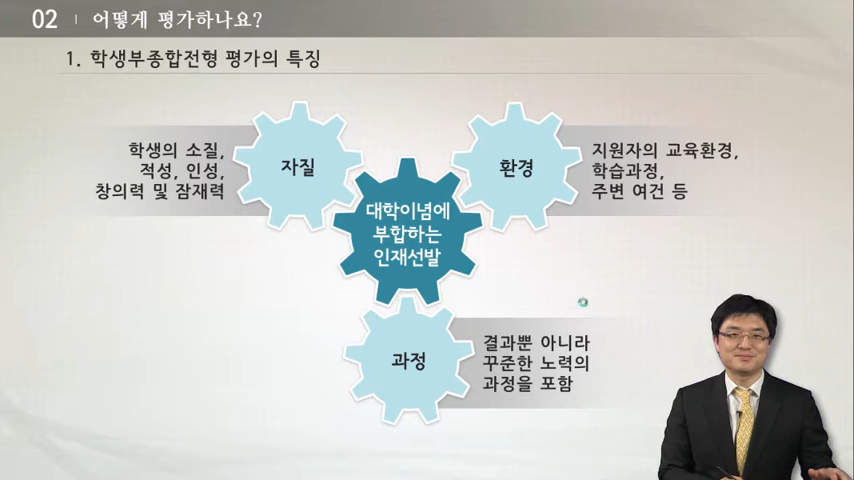 02 | 어떻게 평가하나요?
1. 학생부종합전형 평가의 특징
학생의 소질,
적성, 인성,
창의력 및 잠재력
자질
환경
지원자의 교육환경,
학습과정,
주변 여건 등
대학이념에
부합하는
인재선발
과정
결과뿐 아니라
꾸준한 노력의
과정을 포함